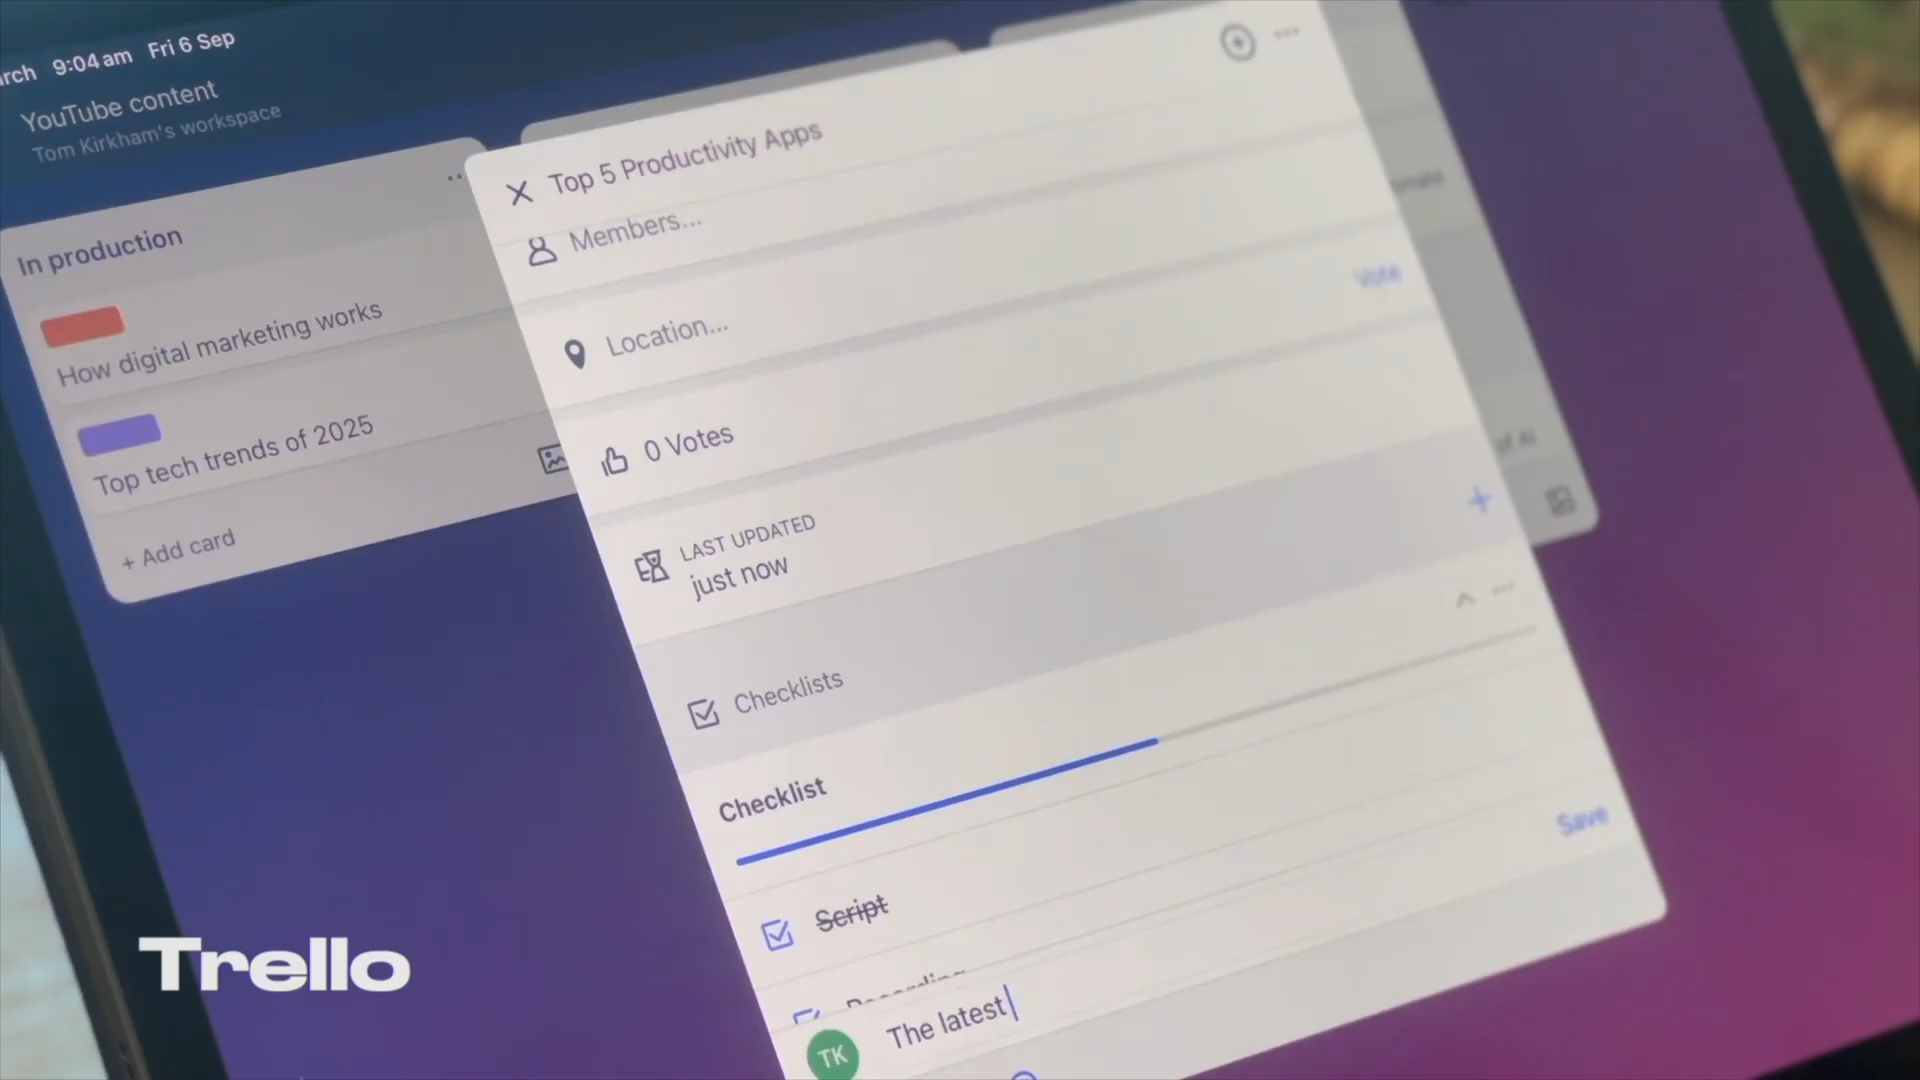 9:04 am Fri 6 Sep
YouTube content
Tom Kirkham's workspace
In production
How digital marketing works
Top tech trends of 2025
+ Add card
Top 5 Productivity Apps
Members...
Location...
Vote
0 Votes
LAST UPDATED
just now
Checklists
Checklist
Script
Save
TK
The latest
of AI
Trello